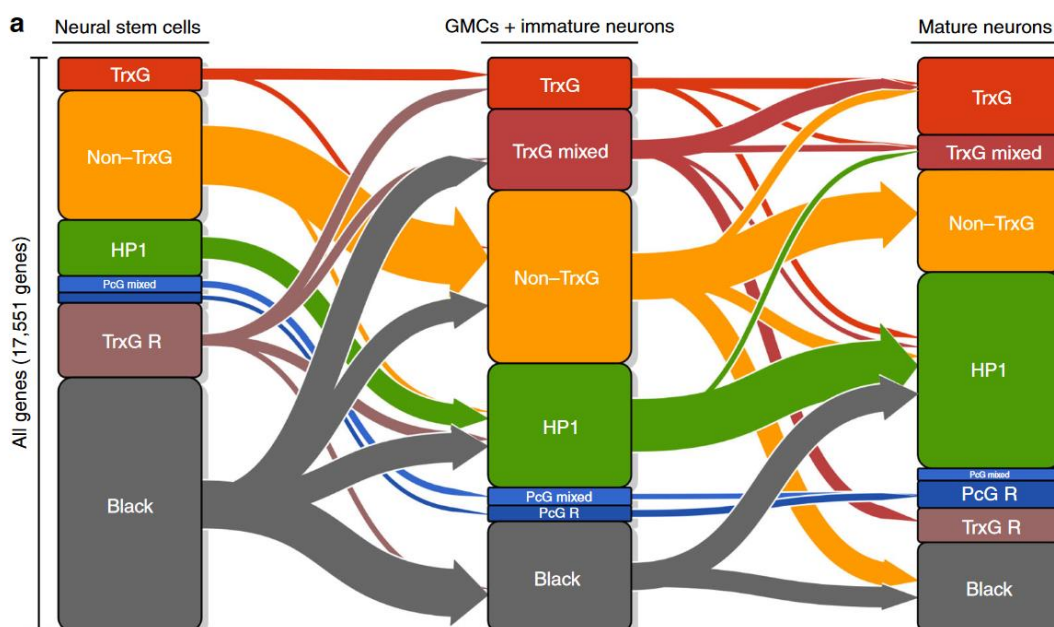 a
Neural stem cells
GMCs + immature neurons
Mature neurons
All genes (17,551 genes)
TrxG
Non–TrxG
HP1
PcG mixed
TrxG R
Black
TrxG
TrxG mixed
Non–TrxG
HP1
PcG mixed
PcG R
Black
TrxG
TrxG mixed
Non–TrxG
HP1
PcG mixed
PcG R
TrxG R
Black